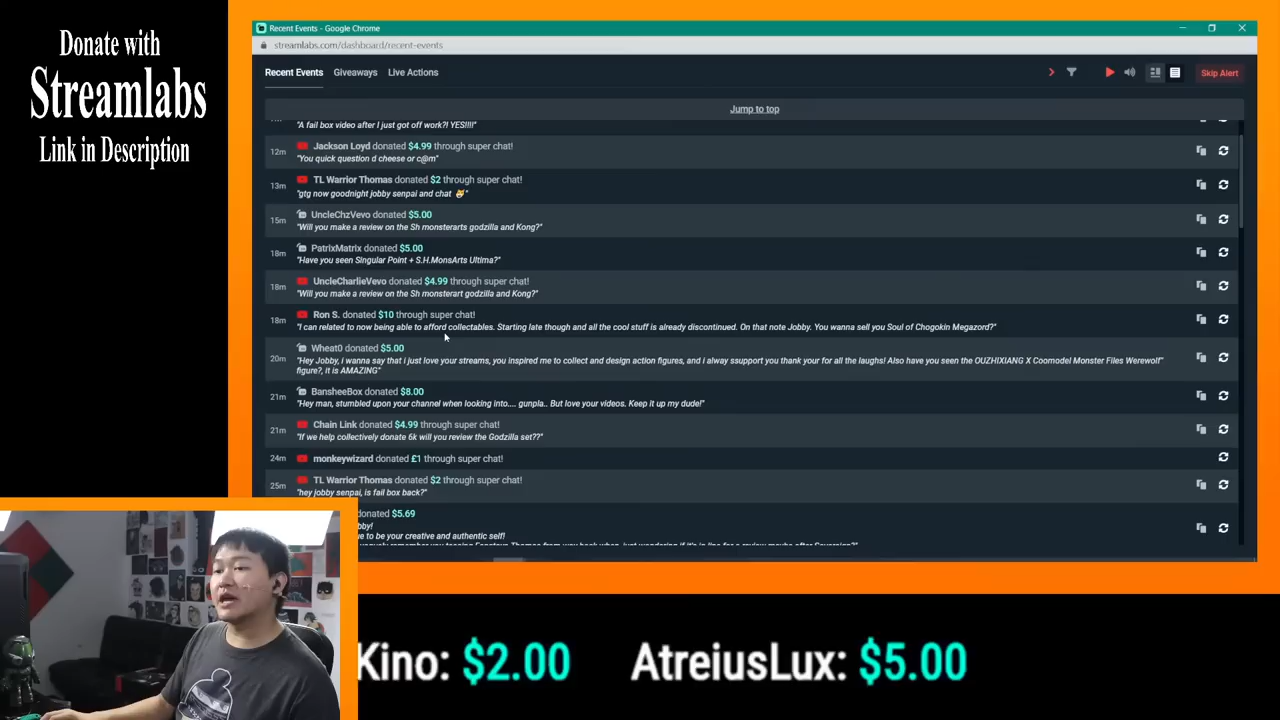 Donate with
Streamlabs
Link in Description
Recent Events - Google Chrome
streamlabs.com/dashboard/recent-events
Recent Events Giveaways Live Actions
Skip Alert
Jump to top
"A fail box video after I just got off work?! YES!!!!"
12m Jackson Loyd donated $4.99 through super chat!
"You quick question d cheese or c@m"
13m TL Warrior Thomas donated $2 through super chat!
"gtg now goodnight jobby senpai and chat 🥳"
15m UncleChzVevo donated $5.00
"Will you make a review on the Sh monsterarts godzilla and Kong?"
18m PatrixMatrix donated $5.00
"Have you seen Singular Point + S.H.MonsArts Ultima?"
18m UncleCharlieVevo donated $4.99 through super chat!
"Will you make a review on the Sh monsterart godzilla and Kong?"
18m Ron S. donated $10 through super chat!
"I can related to now being able to afford collectables. Starting late though and all the cool stuff is already discontinued. On that note Jobby. You wanna sell you Soul of Chogokin Megazord?"
20m Wheat0 donated $5.00
"Hey Jobby, i wanna say that i just love your streams, you inspired me to collect and design action figures, and i alway ssupport you thank your for all the laughs! Also have you seen the OUZHIXIANG X Coomodel Monster Files Werewolf"
figure?, it is AMAZING"
21m BansheeBox donated $8.00
"Hey man, stumbled upon your channel when looking into.... gunpla.. But love your videos. Keep it up my dude!"
21m Chain Link donated $4.99 through super chat!
"If we help collectively donate 6k will you review the Godzilla set??"
24m monkeywizard donated £1 through super chat!
25m TL Warrior Thomas donated $2 through super chat!
"hey jobby senpai, is fail box back?"
donated $5.69
to be your creative and authentic self!
Kino: $2.00 AtreiusLux: $5.00